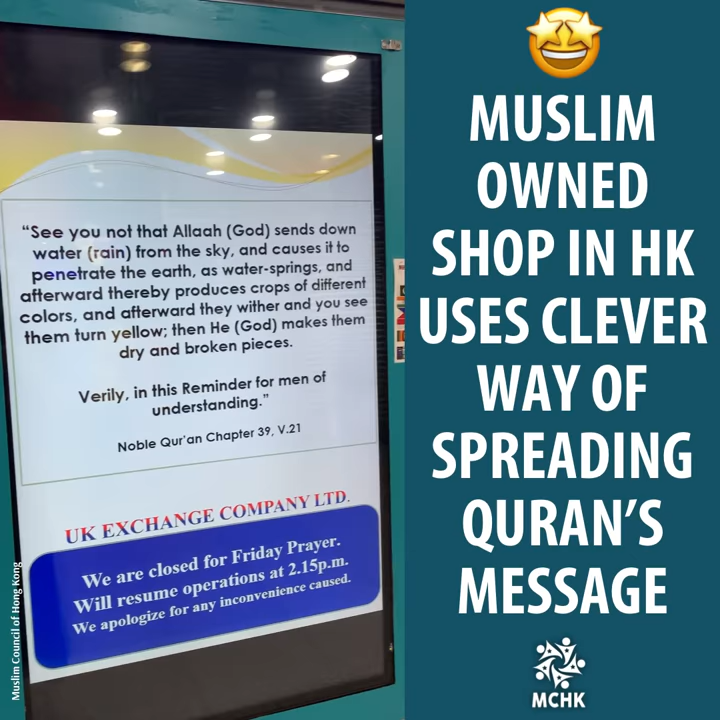 “See you not that Allaah (God) sends down
water (rain) from the sky, and causes it to
penetrate the earth, as water-springs, and
afterward thereby produces crops of different
colors, and afterward they wither and you see
them turn yellow; then He (God) makes them
dry and broken pieces.
Verily, in this Reminder for men of
understanding.”
Noble Qur'an Chapter 39, V.21
UK EXCHANGE COMPANY LTD.
We are closed for Friday Prayer.
Will resume operations at 2.15p.m.
We apologize for any inconvenience caused.
Muslim Council of Hong Kong
MUSLIM
OWNED
SHOP IN HK
USES CLEVER
WAY OF
SPREADING
QURAN’S
MESSAGE
MCHK